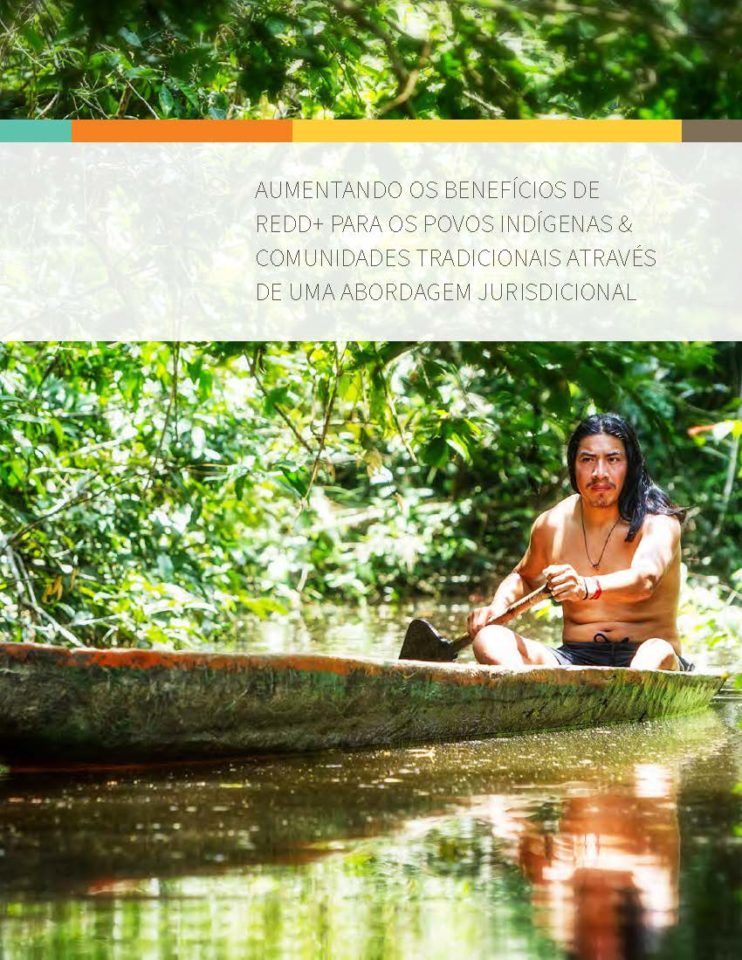 AUMENTANDO OS BENEFÍCIOS DE
REDD+ PARA OS POVOS INDÍGENAS &
COMUNIDADES TRADICIONAIS ATRAVÉS
DE UMA ABORDAGEM JURISDICIONAL